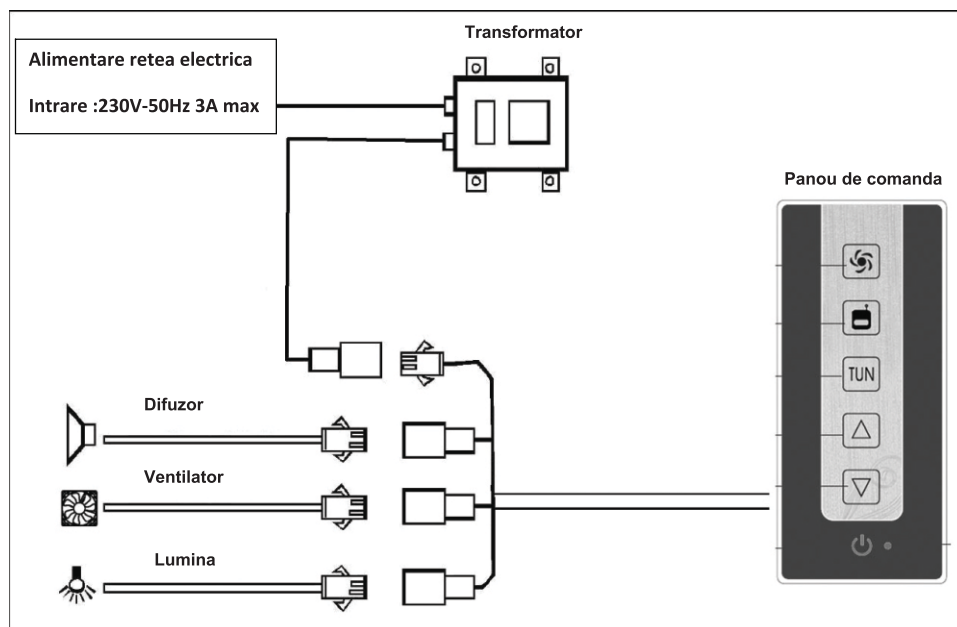 Transformator
Alimentare retea electrica
Intrare :230V-50Hz 3A max
Panou de comanda
TUN
Difuzor
Ventilator
Lumina